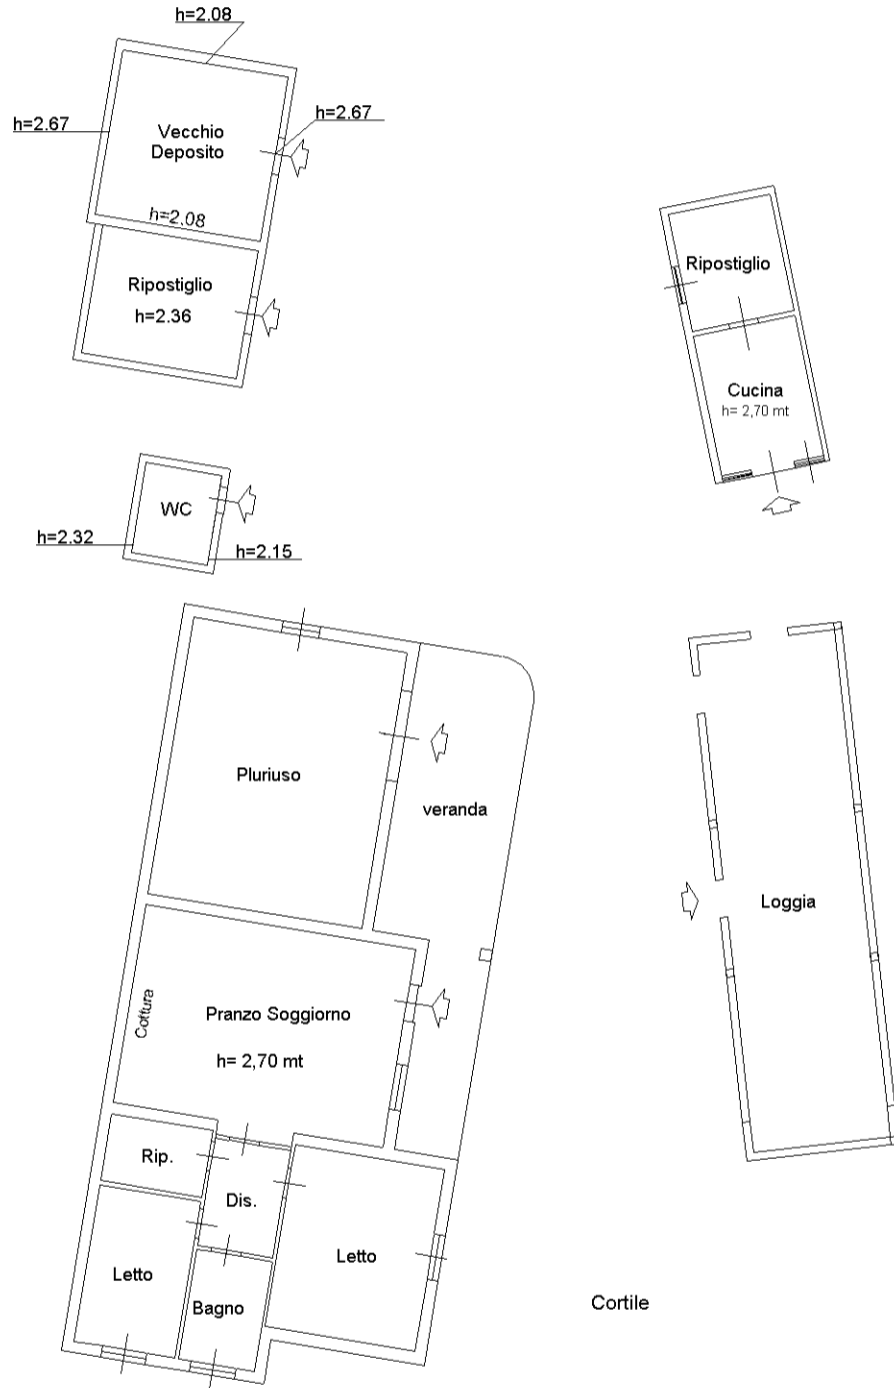 h=2.08
h=2.67
h=2.67
Vecchio
Deposito
h=2.08
Ripostiglio
h=2.36
Ripostiglio
Cucina
h= 2,70 mt
WC
h=2.32
h=2.15
Pluriuso
veranda
Loggia
Cottura
Pranzo Soggiorno
h= 2,70 mt
Rip.
Dis.
Letto
Letto
Bagno
Cortile